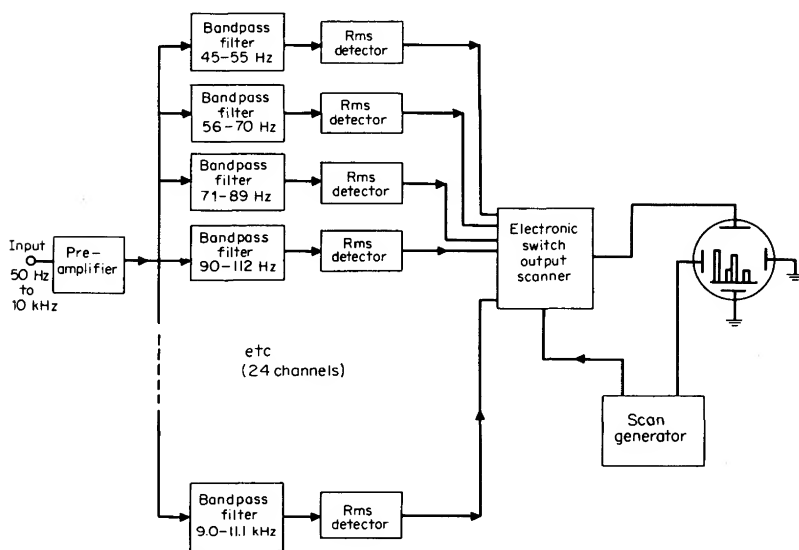 Bandpass
filter
45–55 Hz
Rms
detector
Bandpass
filter
56–70 Hz
Rms
detector
Bandpass
filter
71–89 Hz
Rms
detector
Input
50 Hz
to
10 kHz
Pre-
amplifier
Bandpass
filter
90–112 Hz
Rms
detector
Electronic
switch
output
scanner
etc
(24 channels)
Scan
generator
Bandpass
filter
9.0–11.1 kHz
Rms
detector